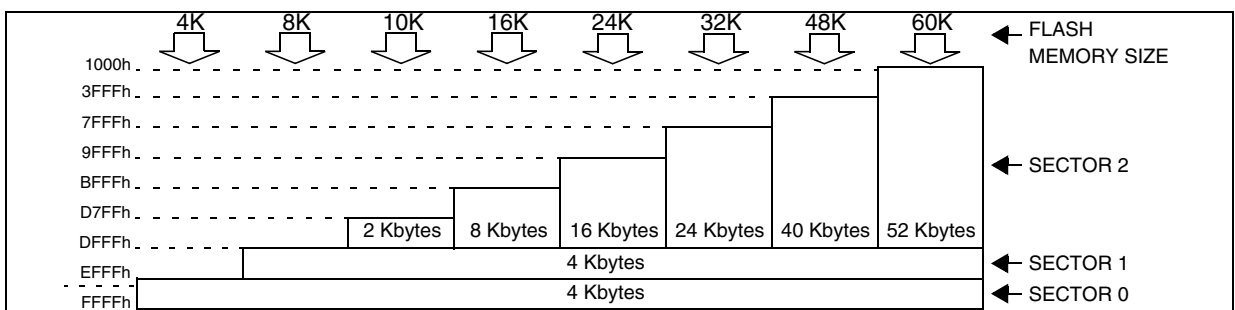 4K 8K 10K 16K 24K 32K 48K 60K
FLASH
MEMORY SIZE
1000h
3FFFh
7FFFh
9FFFh
SECTOR 2
BFFFh
D7FFh
2 Kbytes 8 Kbytes 16 Kbytes 24 Kbytes 40 Kbytes 52 Kbytes
DFFFh
4 Kbytes
SECTOR 1
EFFFh
4 Kbytes
SECTOR 0
FFFFh